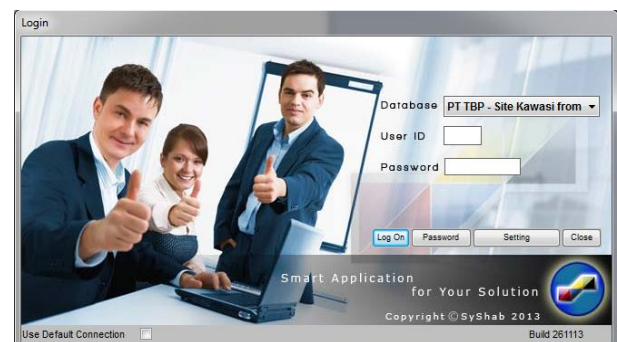 Login
Database PT TBP - Site Kawasi from
User ID
Password
Log On Password Setting Close
Smart Application
for Your Solution
Copyright © SyShab 2013
Use Default Connection Build 261113